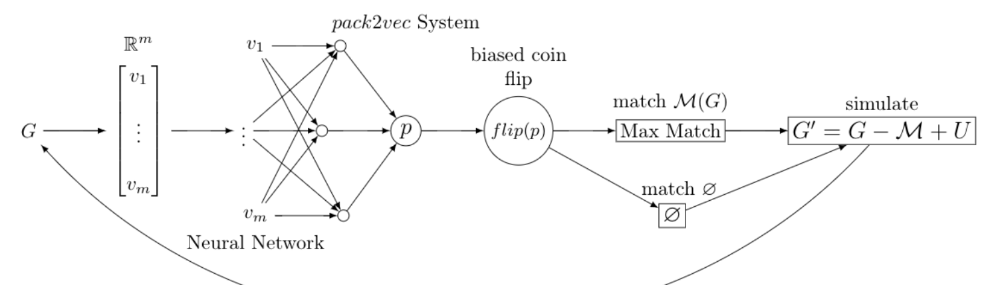 pack2vec System
ℝ^m
v_1
⋮
v_m
G
v_1
⋮
v_m
Neural Network
p
biased coin
flip
flip(p)
match ℳ(G)
Max Match
match ∅
∅
simulate
G′ = G − ℳ + U